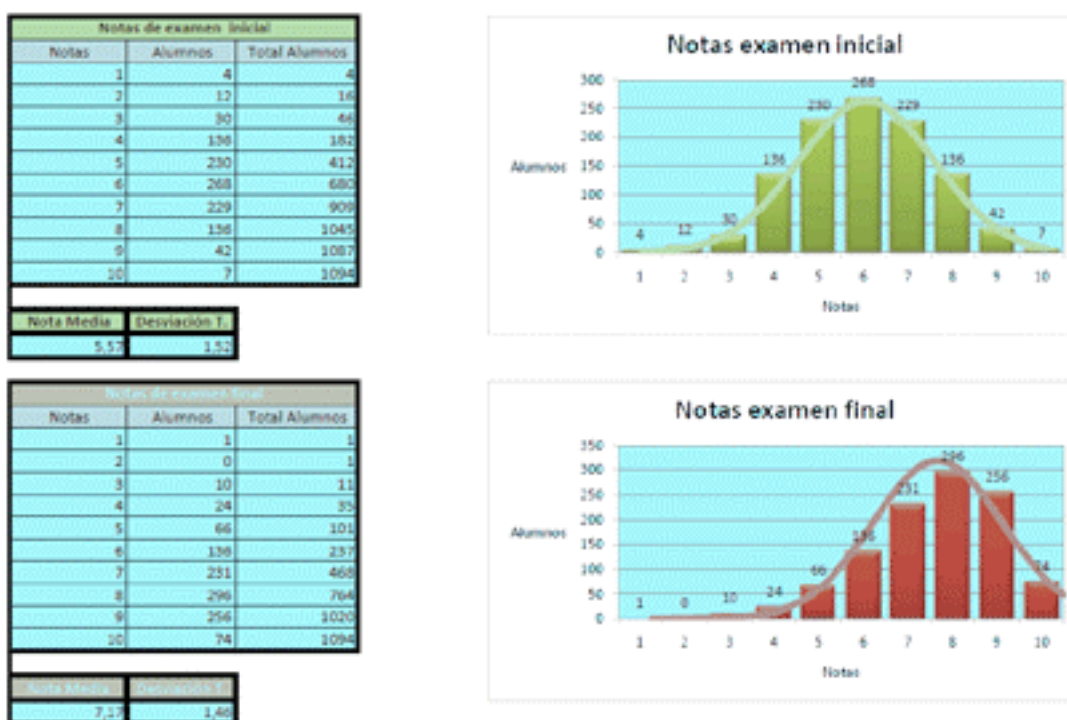 Notas de examen inicial
Notas Alumnos Total Alumnos
1 4 4
2 12 16
3 30 46
4 136 182
5 230 412
6 268 680
7 229 909
8 136 1045
9 42 1087
10 7 1094
Nota Media Desviación T.
5,57 1,52
Notas examen inicial
300
250
200
150
100
50
0
Alumnos
4 12 30 136 230 268 229 136 42 7
1 2 3 4 5 6 7 8 9 10
Notas
Notas de examen final
Notas Alumnos Total Alumnos
1 1 1
2 0 1
3 10 11
4 24 35
5 66 101
6 136 237
7 231 468
8 296 764
9 256 1020
10 74 1094
Nota Media Desviación T.
7,17 1,46
Notas examen final
350
300
250
200
150
100
50
0
Alumnos
1 0 10 24 66 136 231 296 256 74
1 2 3 4 5 6 7 8 9 10
Notas